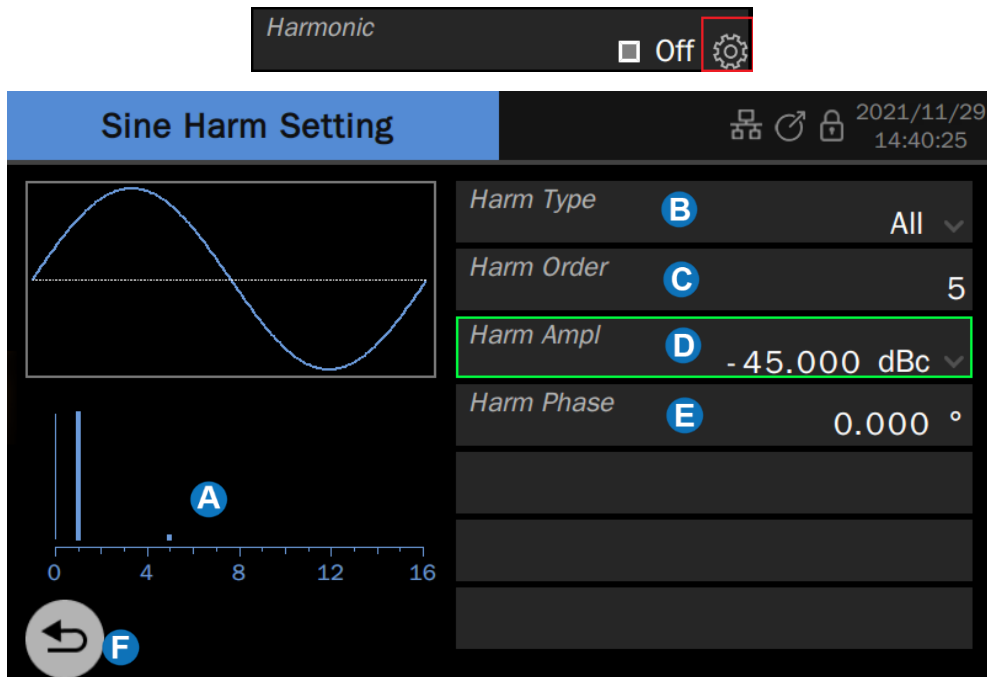 Harmonic
Off
Sine Harm Setting
2021/11/29
14:40:25
Harm Type
B
All
Harm Order
C
5
Harm Ampl
D
-45.000 dBc
Harm Phase
E
0.000 °
A
0 4 8 12 16
F